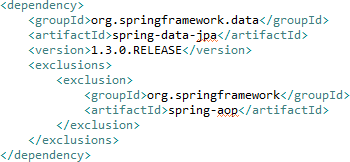 <dependency>
<groupId>org.springframework.data</groupId>
<artifactId>spring-data-jpa</artifactId>
<version>1.3.0.RELEASE</version>
<exclusions>
<exclusion>
<groupId>org.springframework</groupId>
<artifactId>spring-aop</artifactId>
</exclusion>
</exclusions>
</dependency>